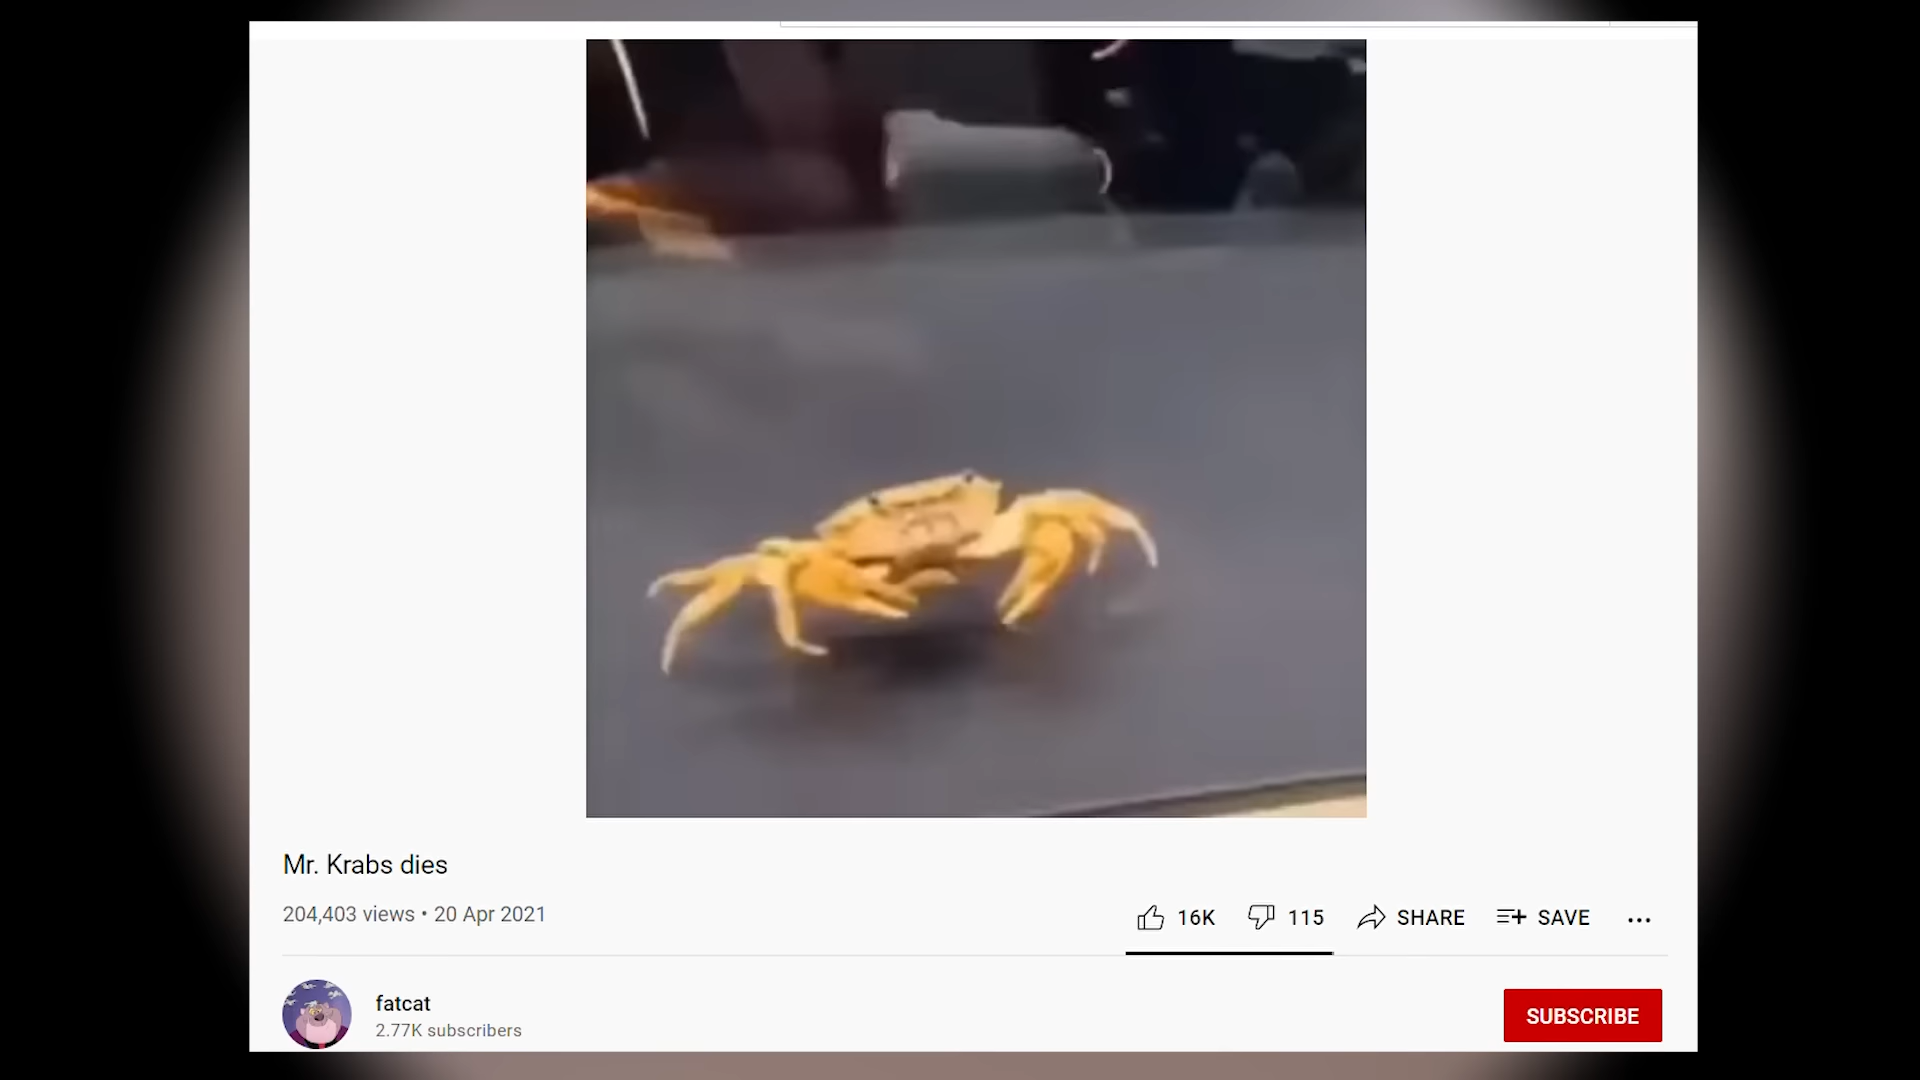 Mr. Krabs dies
204,403 views • 20 Apr 2021
16K 115 SHARE SAVE
fatcat
2.77K subscribers
SUBSCRIBE